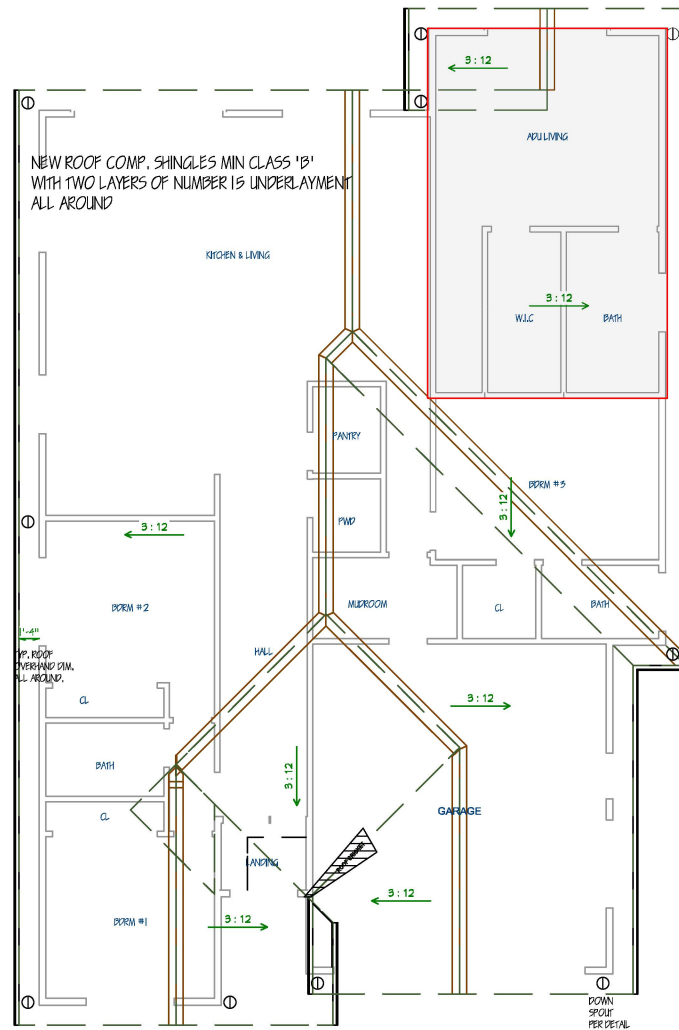 3 : 12
ADU LIVING
NEW ROOF COMP. SHINGLES MIN CLASS 'B'
WITH TWO LAYERS OF NUMBER 15 UNDERLAYMENT
ALL AROUND
KITCHEN & LIVING
3 : 12
W.I.C
BATH
PANTRY
BDRM #3
3 : 12
PWD
3 : 12
BDRM #2
MUDROOM
CL
BATH
1'-4"
TYP. ROOF
OVERHAND DIM.
ALL AROUND.
HALL
CL
3 : 12
BATH
3 : 12
CL
GARAGE
LANDING
3 : 12
BDRM #1
3 : 12
DOWN
SPOUT
PER DETAIL